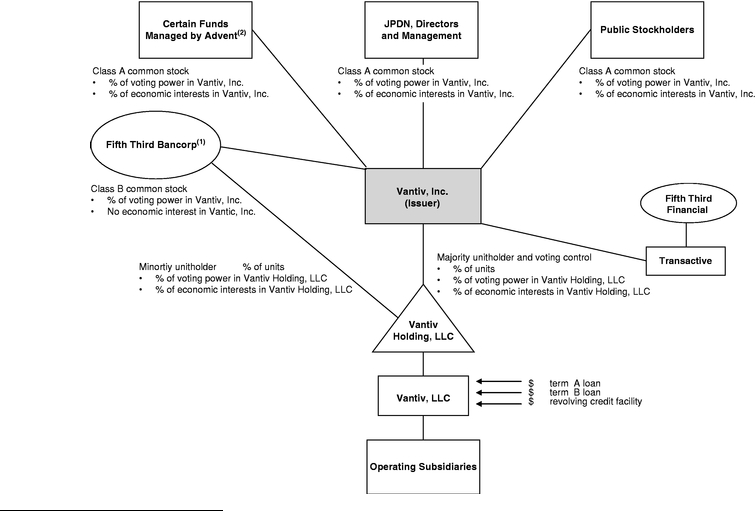 Certain Funds
Managed by Advent(2)
JPDN, Directors
and Management
Public Stockholders
Class A common stock
• % of voting power in Vantiv, Inc.
• % of economic interests in Vantiv, Inc.
Class A common stock
• % of voting power in Vantiv, Inc.
• % of economic interests in Vantiv, Inc.
Class A common stock
• % of voting power in Vantiv, Inc.
• % of economic interests in Vantiv, Inc.
Fifth Third Bancorp(1)
Class B common stock
• % of voting power in Vantiv, Inc.
• No economic interest in Vantic, Inc.
Vantiv, Inc.
(Issuer)
Fifth Third
Financial
Transactive
Minortiy unitholder % of units
• % of voting power in Vantiv Holding, LLC
• % of economic interests in Vantiv Holding, LLC
Majority unitholder and voting control
• % of units
• % of voting power in Vantiv Holding, LLC
• % of economic interests in Vantiv Holding, LLC
Vantiv
Holding, LLC
Vantiv, LLC
$ term A loan
$ term B loan
$ revolving credit facility
Operating Subsidiaries